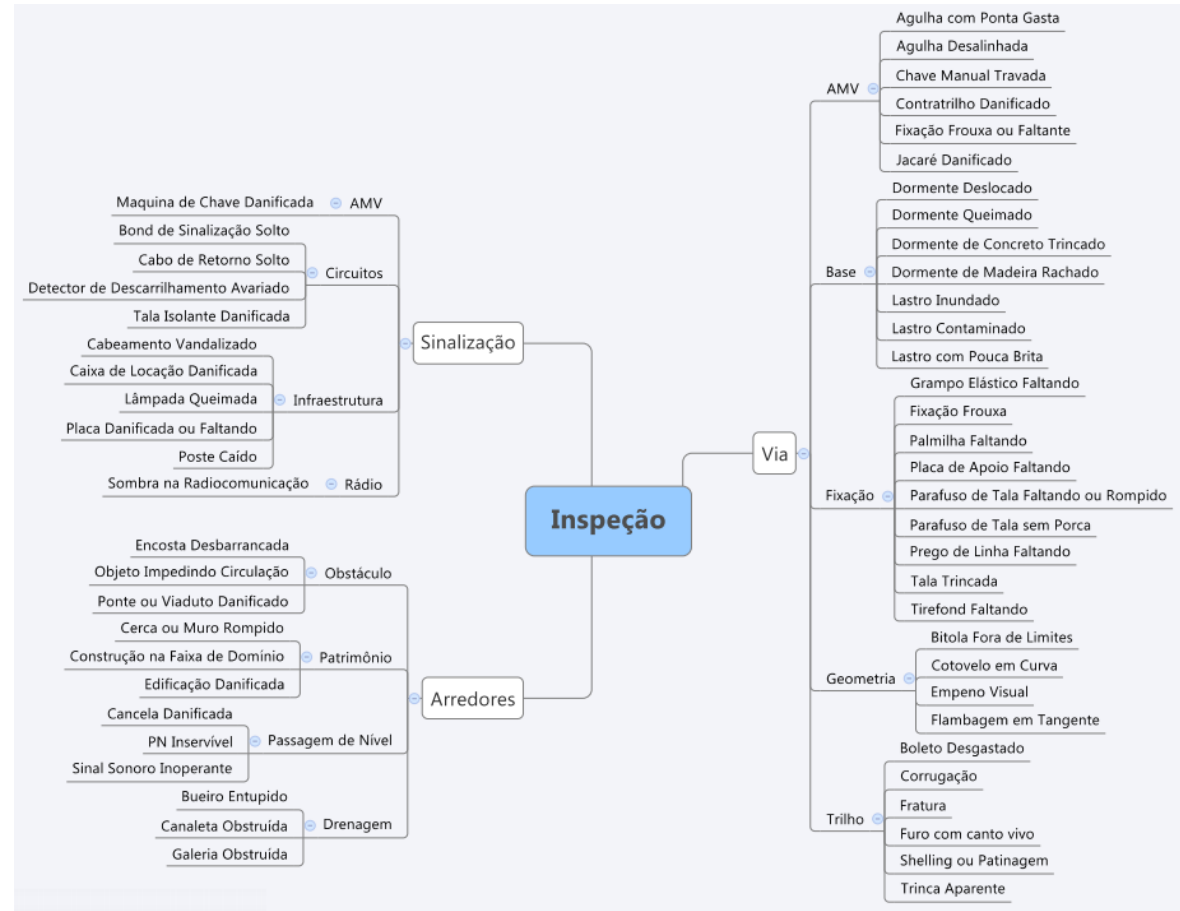 Inspeção
Sinalização
AMV
Maquina de Chave Danificada
Circuitos
Bond de Sinalização Solto
Cabo de Retorno Solto
Detector de Descarrilhamento Avariado
Tala Isolante Danificada
Infraestrutura
Cabeamento Vandalizado
Caixa de Locação Danificada
Lâmpada Queimada
Placa Danificada ou Faltando
Poste Caído
Rádio
Sombra na Radiocomunicação
Arredores
Obstáculo
Encosta Desbarrancada
Objeto Impedindo Circulação
Ponte ou Viaduto Danificado
Patrimônio
Cerca ou Muro Rompido
Construção na Faixa de Domínio
Edificação Danificada
Passagem de Nível
Cancela Danificada
PN Inservível
Sinal Sonoro Inoperante
Drenagem
Bueiro Entupido
Canaleta Obstruída
Galeria Obstruída
Via
AMV
Agulha com Ponta Gasta
Agulha Desalinhada
Chave Manual Travada
Contratrilho Danificado
Fixação Frouxa ou Faltante
Jacaré Danificado
Base
Dormente Deslocado
Dormente Queimado
Dormente de Concreto Trincado
Dormente de Madeira Rachado
Lastro Inundado
Lastro Contaminado
Lastro com Pouca Brita
Fixação
Grampo Elástico Faltando
Fixação Frouxa
Palmilha Faltando
Placa de Apoio Faltando
Parafuso de Tala Faltando ou Rompido
Parafuso de Tala sem Porca
Prego de Linha Faltando
Tala Trincada
Tirefond Faltando
Geometria
Bitola Fora de Limites
Cotovelo em Curva
Empeno Visual
Flambagem em Tangente
Trilho
Boleto Desgastado
Corrugação
Fratura
Furo com canto vivo
Shelling ou Patinagem
Trinca Aparente